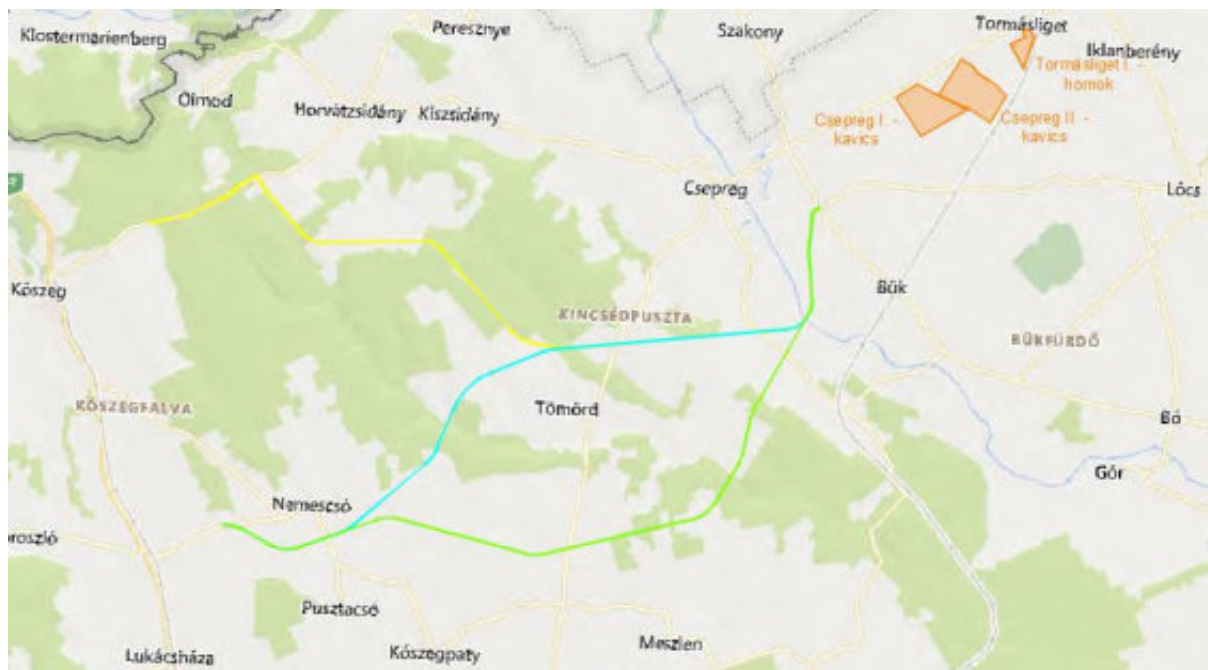 Klostermarienberg
Peresznye
Szakony
Tormásliget
Iklanberény
Tormásliget I. -
homok
Ólmod
Horvátzsidány
Kiszsidány
Csepreg I. -
kavics
Csepreg II. -
kavics
Csepreg
Lócs
Kőszeg
Bük
KINCSÉDPUSZTA
BÜKFÜRDŐ
KŐSZEGFALVA
Tömörd
Bő
Gór
Nemescsó
oroszló
Pusztacsó
Lukácsháza
Kőszegpaty
Meszlen